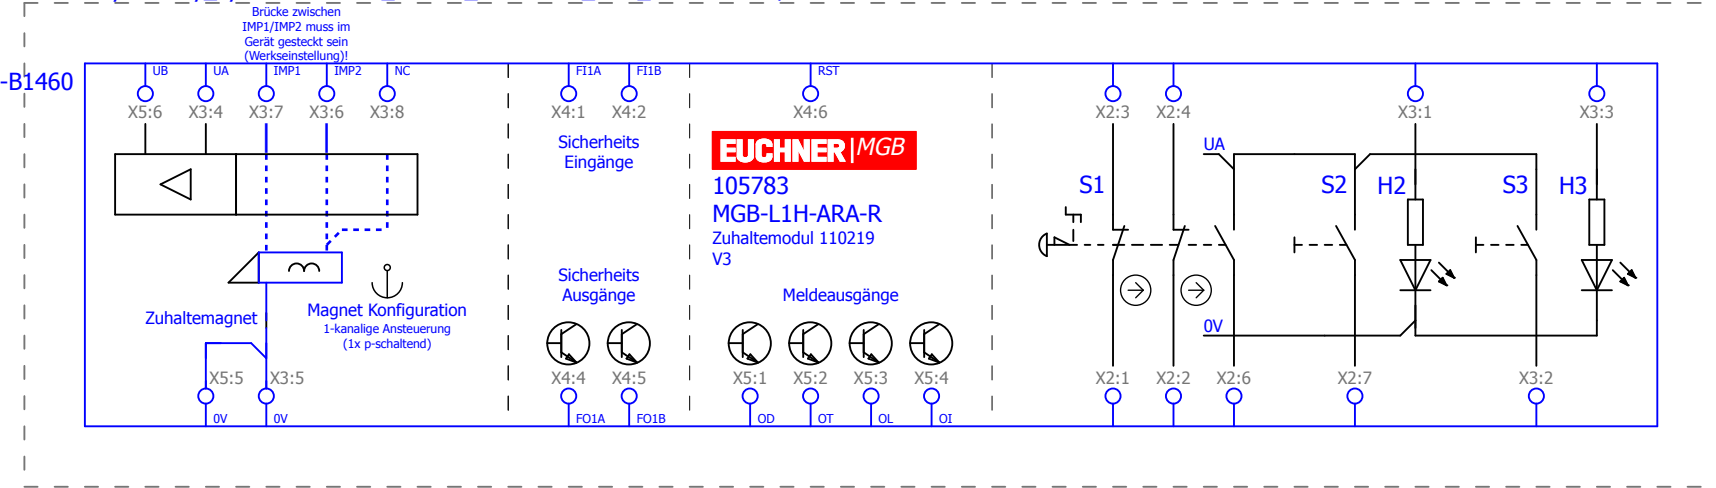 Brücke zwischen
IMP1/IMP2 muss im
Gerät gesteckt sein
(Werkseinstellung)!
-B1460
UB UA IMP1 IMP2 NC FI1A FI1B RST
X5:6 X3:4 X3:7 X3:6 X3:8 X4:1 X4:2 X4:6 X2:3 X2:4 X3:1 X3:3
Sicherheits
Eingänge
EUCHNER MGB
105783
MGB-L1H-ARA-R
Zuhaltemodul 110219
V3
UA
S1 S2 H2 S3 H3
Sicherheits
Ausgänge
Meldeausgänge
Zuhaltemagnet
Magnet Konfiguration
1-kanalige Ansteuerung
(1x p-schaltend)
0V
X5:5 X3:5 X4:4 X4:5 X5:1 X5:2 X5:3 X5:4 X2:1 X2:2 X2:6 X2:7 X3:2
0V 0V FO1A FO1B OD OT OL OI